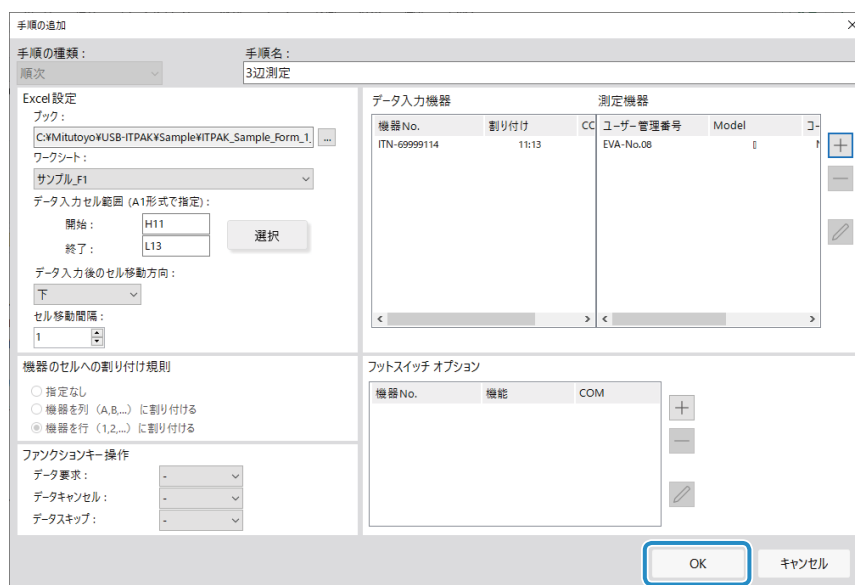 手順の追加
手順の種類：
手順名：
順次
3辺測定
Excel設定
ブック：
C:¥Mitutoyo¥USB-ITPAK¥Sample¥ITPAK_Sample_Form_1_
...
ワークシート：
サンプル_F1
データ入力セル範囲 (A1形式で指定)：
開始：
H11
終了：
L13
選択
データ入力後のセル移動方向：
下
セル移動間隔：
1
データ入力機器
測定機器
機器No. 割り付け CC
ユーザー管理番号 Model コー
ITN-69999114 11:13
EVA-No.08
機器のセルへの割り付け規則
指定なし
機器を列（A,B,...）に割り付ける
機器を行（1,2,...）に割り付ける
フットスイッチ オプション
機器No. 機能 COM
ファンクションキー操作
データ要求： -
データキャンセル： -
データスキップ： -
OK
キャンセル